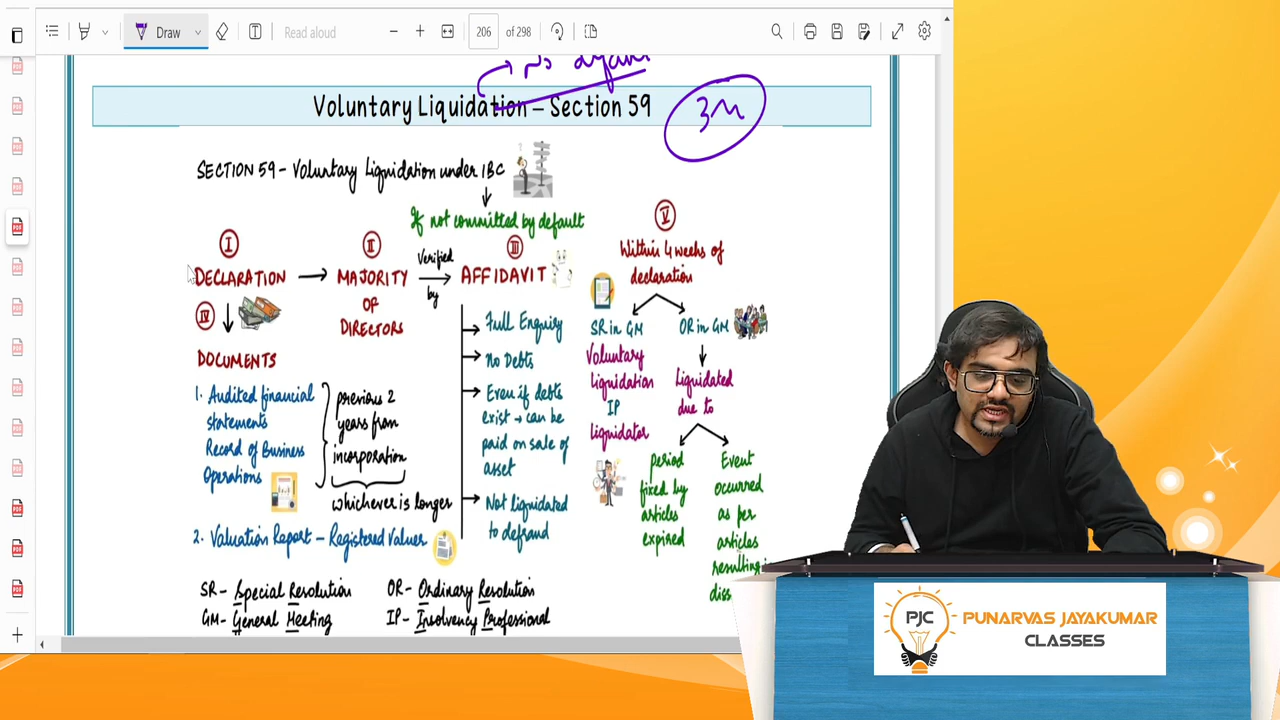 Draw
Read aloud
206
of 298
No
Voluntary Liquidation – Section 59
3M
SECTION 59 - Voluntary Liquidation under IBC
If not committed by default
I
DECLARATION
II
MAJORITY
OF
DIRECTORS
Verified
by
III
AFFIDAVIT
Full Enquiry
No Debts
Even if debts
exist → can be
paid on sale of
asset
Not liquidated
to defraud
IV
DOCUMENTS
1. Audited financial
statements
Record of Business
Operations
previous 2
years from
incorporation
whichever is longer
2. Valuation Report - Registered Valuer
V
Within 4 weeks of
declaration
SR in GM
Voluntary
Liquidation
IP
liquidator
OR in GM
Liquidated
due to
period
fixed by
articles
expired
Event
occurred
as per
articles
resulting
diss
SR - Special Resolution
OR - Ordinary Resolution
GM - General Meeting
IP - Insolvency Professional
PJC
PUNARVAS JAYAKUMAR
CLASSES